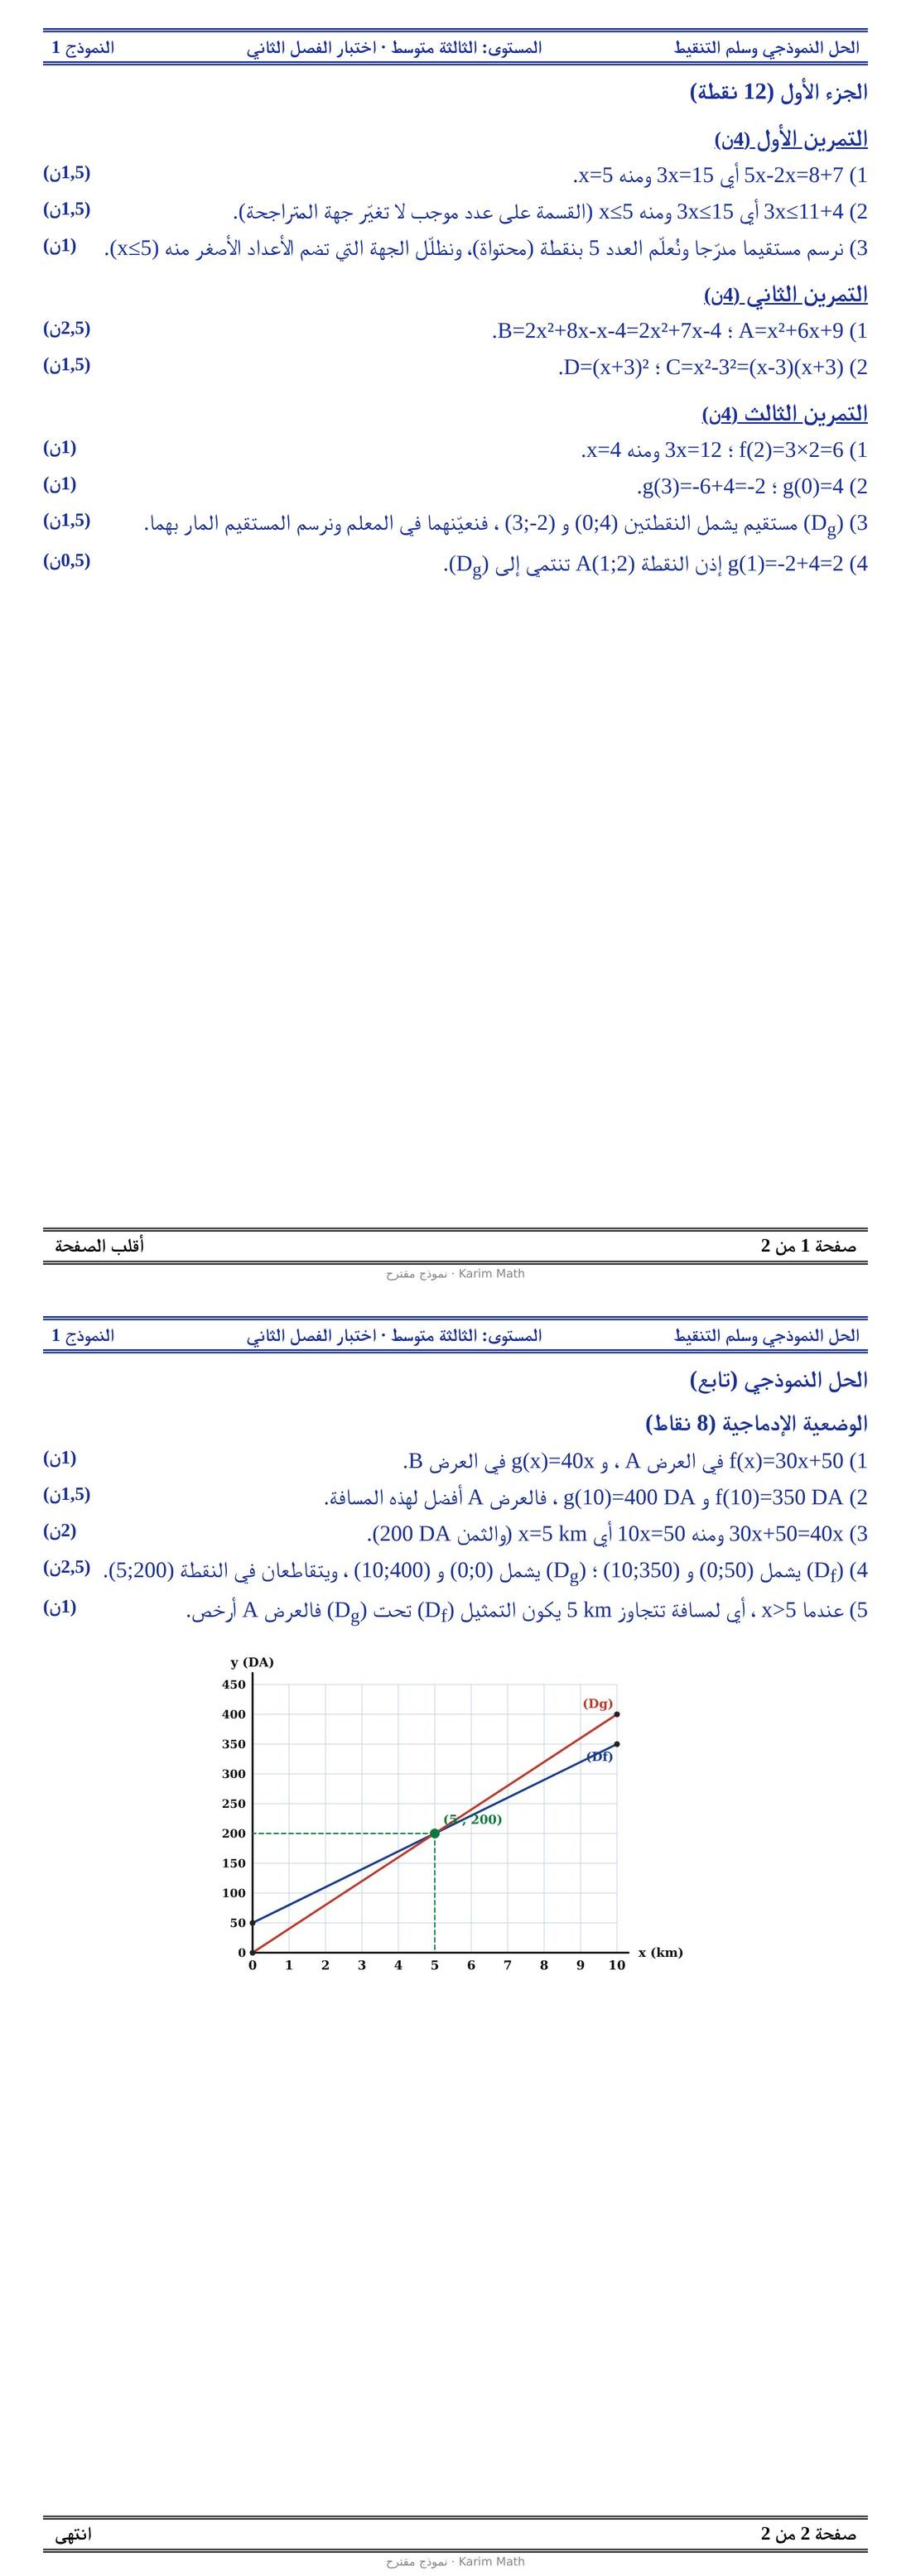 الحل النموذجي وسلم التنقيط المستوى: الثالثة متوسط · اختبار الفصل الثاني النموذج 1
الجزء الأول (12 نقطة)
التمرين الأول (4ن)
1) 5x-2x=8+7 أي 3x=15 ومنه x=5. (1,5ن)
2) 3x≤11+4 أي 3x≤15 ومنه x≤5 (القسمة على عدد موجب لا تغيّر جهة المتراجحة). (1,5ن)
3) نرسم مستقيما مدرّجا ونُعلّم العدد 5 بنقطة (محتواة)، ونظلّل الجهة التي تضم الأعداد الأصغر منه (x≤5). (1ن)
التمرين الثاني (4ن)
1) A=x²+6x+9 ؛ B=2x²+8x-x-4=2x²+7x-4. (2,5ن)
2) C=x²-3²=(x-3)(x+3) ؛ D=(x+3)². (1,5ن)
التمرين الثالث (4ن)
1) f(2)=3×2=6 ؛ 3x=12 ومنه x=4. (1ن)
2) g(0)=4 ؛ g(3)=-6+4=-2. (1ن)
3) (Dg) مستقيم يشمل النقطتين (0;4) و (3;-2) ، فنعيّنهما في المعلم ونرسم المستقيم المار بهما. (1,5ن)
4) g(1)=-2+4=2 إذن النقطة A(1;2) تنتمي إلى (Dg). (0,5ن)
صفحة 1 من 2 أقلب الصفحة
Karim Math · نموذج مقترح
الحل النموذجي وسلم التنقيط المستوى: الثالثة متوسط · اختبار الفصل الثاني النموذج 1
الحل النموذجي (تابع)
الوضعية الإدماجية (8 نقاط)
1) f(x)=30x+50 في العرض A ، و g(x)=40x في العرض B. (1ن)
2) f(10)=350 DA و g(10)=400 DA ، فالعرض A أفضل لهذه المسافة. (1,5ن)
3) 30x+50=40x ومنه 10x=50 أي x=5 km (والثمن 200 DA). (2ن)
4) (Df) يشمل (0;50) و (10;350) ؛ (Dg) يشمل (0;0) و (10;400) ، ويتقاطعان في النقطة (5;200). (2,5ن)
5) عندما x>5 ، أي لمسافة تتجاوز 5 km يكون التمثيل (Df) تحت (Dg) فالعرض A أرخص. (1ن)
y (DA)
450
400
350
300
250
200
150
100
50
0
(Dg)
(Df)
(5 ; 200)
x (km)
0 1 2 3 4 5 6 7 8 9 10
صفحة 2 من 2 انتهى
Karim Math · نموذج مقترح